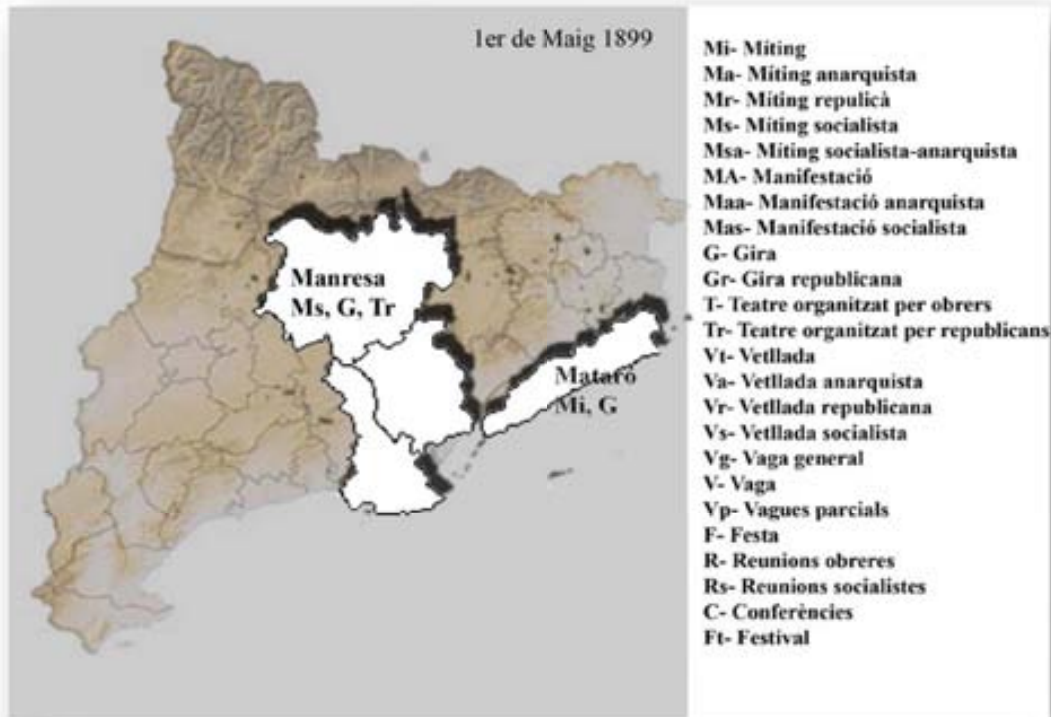 1er de Maig 1899
Manresa
Ms, G, Tr
Mataró
Mi, G
Mi- Míting
Ma- Míting anarquista
Mr- Míting repulicà
Ms- Míting socialista
Msa- Míting socialista-anarquista
MA- Manifestació
Maa- Manifestació anarquista
Mas- Manifestació socialista
G- Gira
Gr- Gira republicana
T- Teatre organitzat per obrers
Tr- Teatre organitzat per republicans
Vt- Vetllada
Va- Vetllada anarquista
Vr- Vetllada republicana
Vs- Vetllada socialista
Vg- Vaga general
V- Vaga
Vp- Vagues parcials
F- Festa
R- Reunions obreres
Rs- Reunions socialistes
C- Conferències
Ft- Festival